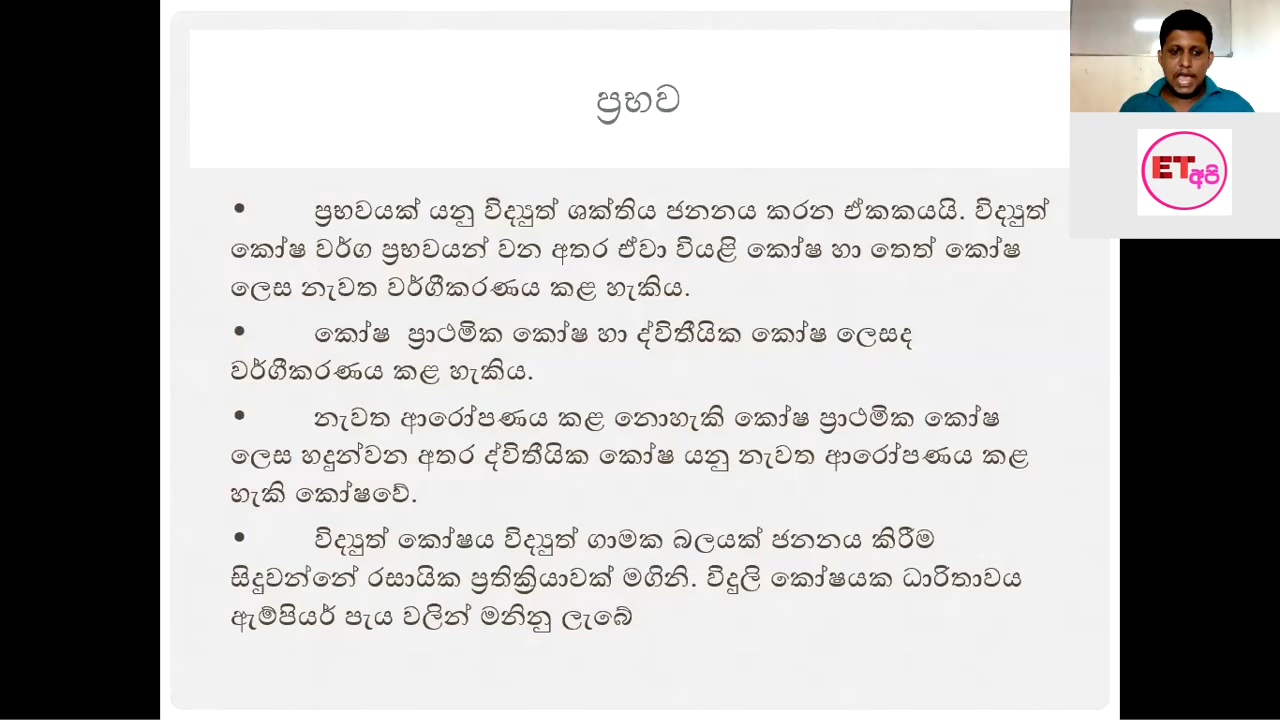 ප්‍රභව
ET
අපි
• ප්‍රභවයක් යනු විද්‍යුත් ශක්තිය ජනනය කරන ඒකකයයි. විද්‍යුත්
කෝෂ වර්ග ප්‍රභවයන් වන අතර ඒවා වියළි කෝෂ හා තෙත් කෝෂ
ලෙස නැවත වර්ගීකරණය කළ හැකිය.
• කෝෂ ප්‍රාථමික කෝෂ හා ද්විතීයික කෝෂ ලෙසද
වර්ගීකරණය කළ හැකිය.
• නැවත ආරෝපණය කළ නොහැකි කෝෂ ප්‍රාථමික කෝෂ
ලෙස හදුන්වන අතර ද්විතීයික කෝෂ යනු නැවත ආරෝපණය කළ
හැකි කෝෂවේ.
• විද්‍යුත් කෝෂය විද්‍යුත් ගාමක බලයක් ජනනය කිරීම
සිදුවන්නේ රසායික ප්‍රතික්‍රියාවක් මගිනි. විදුලි කෝෂයක ධාරිතාවය
ඇම්පියර් පැය වලින් මනිනු ලැබේ